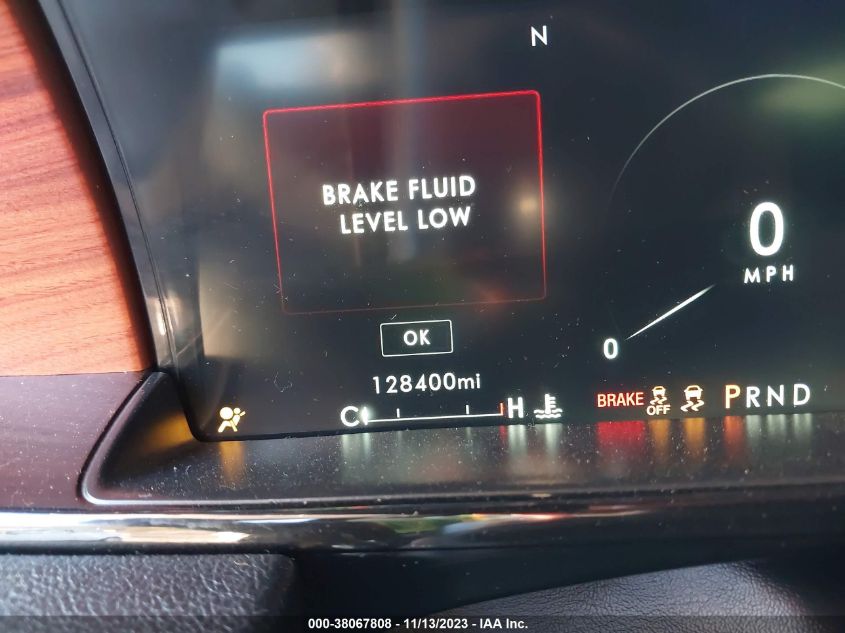 N
BRAKE FLUID
LEVEL LOW
0
MPH
OK
0
128400mi
C H
BRAKE OFF PRND
000-38067808 - 11/13/2023 - IAA Inc.